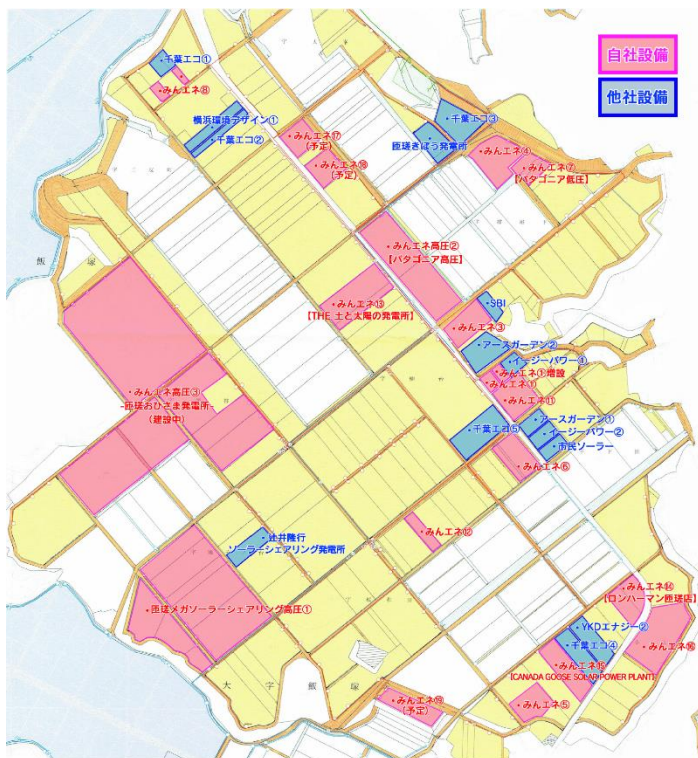 自社設備
他社設備
千葉エコ①
みんエネ⑧
横浜環境デザイン①
千葉エコ②
みんエネ⑰
(予定)
みんエネ⑱
(予定)
千葉エコ③
匝瑳きぼう発電所
みんエネ④
みんエネ⑦
【パタゴニア低圧】
みんエネ高圧②
【パタゴニア高圧】
みんエネ⑬
【THE 土と太陽の発電所】
SBI
みんエネ③
アースガーデン②
イージーパワー④
みんエネ①増設
みんエネ①
みんエネ⑪
飯
塚
みんエネ高圧③
-匝瑳おひさま発電所-
(建設中)
千葉エコ⑤
アースガーデン①
イージーパワー②
市民ソーラー
みんエネ⑥
みんエネ⑫
辻井隆行
ソーラーシェアリング発電所
匝瑳メガソーラーシェアリング高圧①
みんエネ⑭
【ロンハーマン匝瑳店】
YKDエナジー②
千葉エコ④
みんエネ⑯
みんエネ⑮
【CANADA GOOSE SOLAR POWER PLANT】
みんエネ⑤
みんエネ⑲
(予定)
大字飯塚